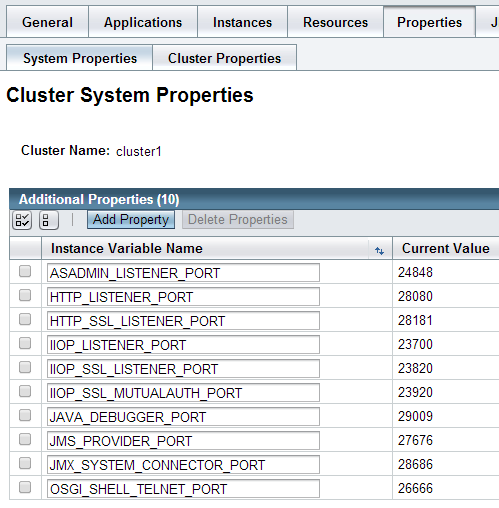 General Applications Instances Resources Properties J
System Properties Cluster Properties
Cluster System Properties
Cluster Name: cluster1
Additional Properties (10)
Add Property Delete Properties
Instance Variable Name Current Value
ASADMIN_LISTENER_PORT 24848
HTTP_LISTENER_PORT 28080
HTTP_SSL_LISTENER_PORT 28181
IIOP_LISTENER_PORT 23700
IIOP_SSL_LISTENER_PORT 23820
IIOP_SSL_MUTUALAUTH_PORT 23920
JAVA_DEBUGGER_PORT 29009
JMS_PROVIDER_PORT 27676
JMX_SYSTEM_CONNECTOR_PORT 28686
OSGI_SHELL_TELNET_PORT 26666